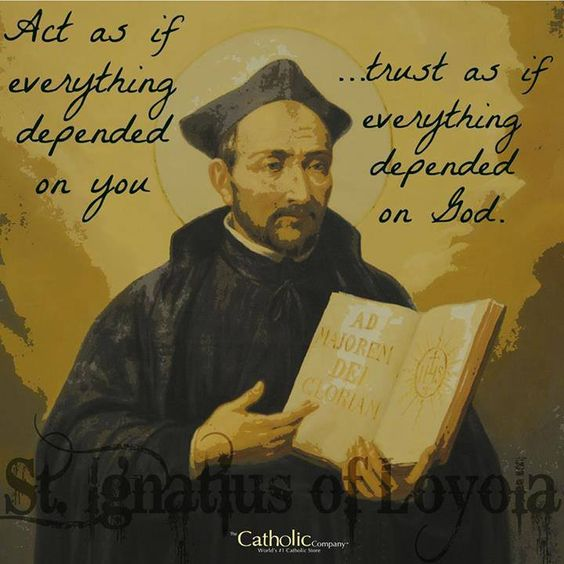 Act as if
everything
depended
on you
...trust as if
everything
depended
on God.
AD
MAJOREM
DEI
GLORIAM
IHS
St. Ignatius of Loyola
The Catholic Company
World's #1 Catholic Store